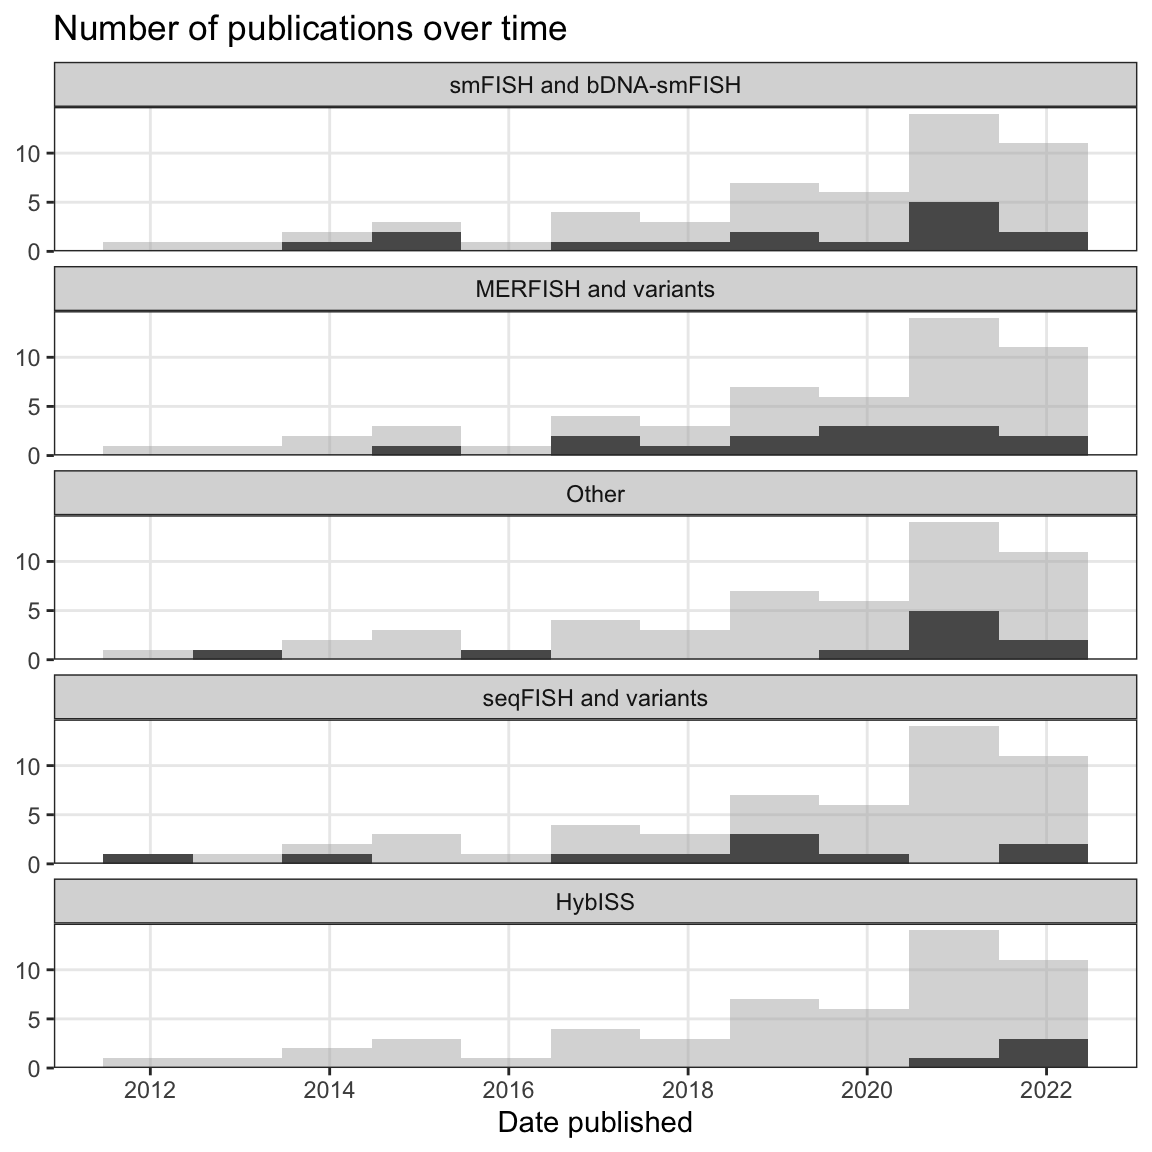 Number of publications over time
smFISH and bDNA-smFISH
10
5
0
MERFISH and variants
10
5
0
Other
10
5
0
seqFISH and variants
10
5
0
HybISS
10
5
0
2012 2014 2016 2018 2020 2022
Date published